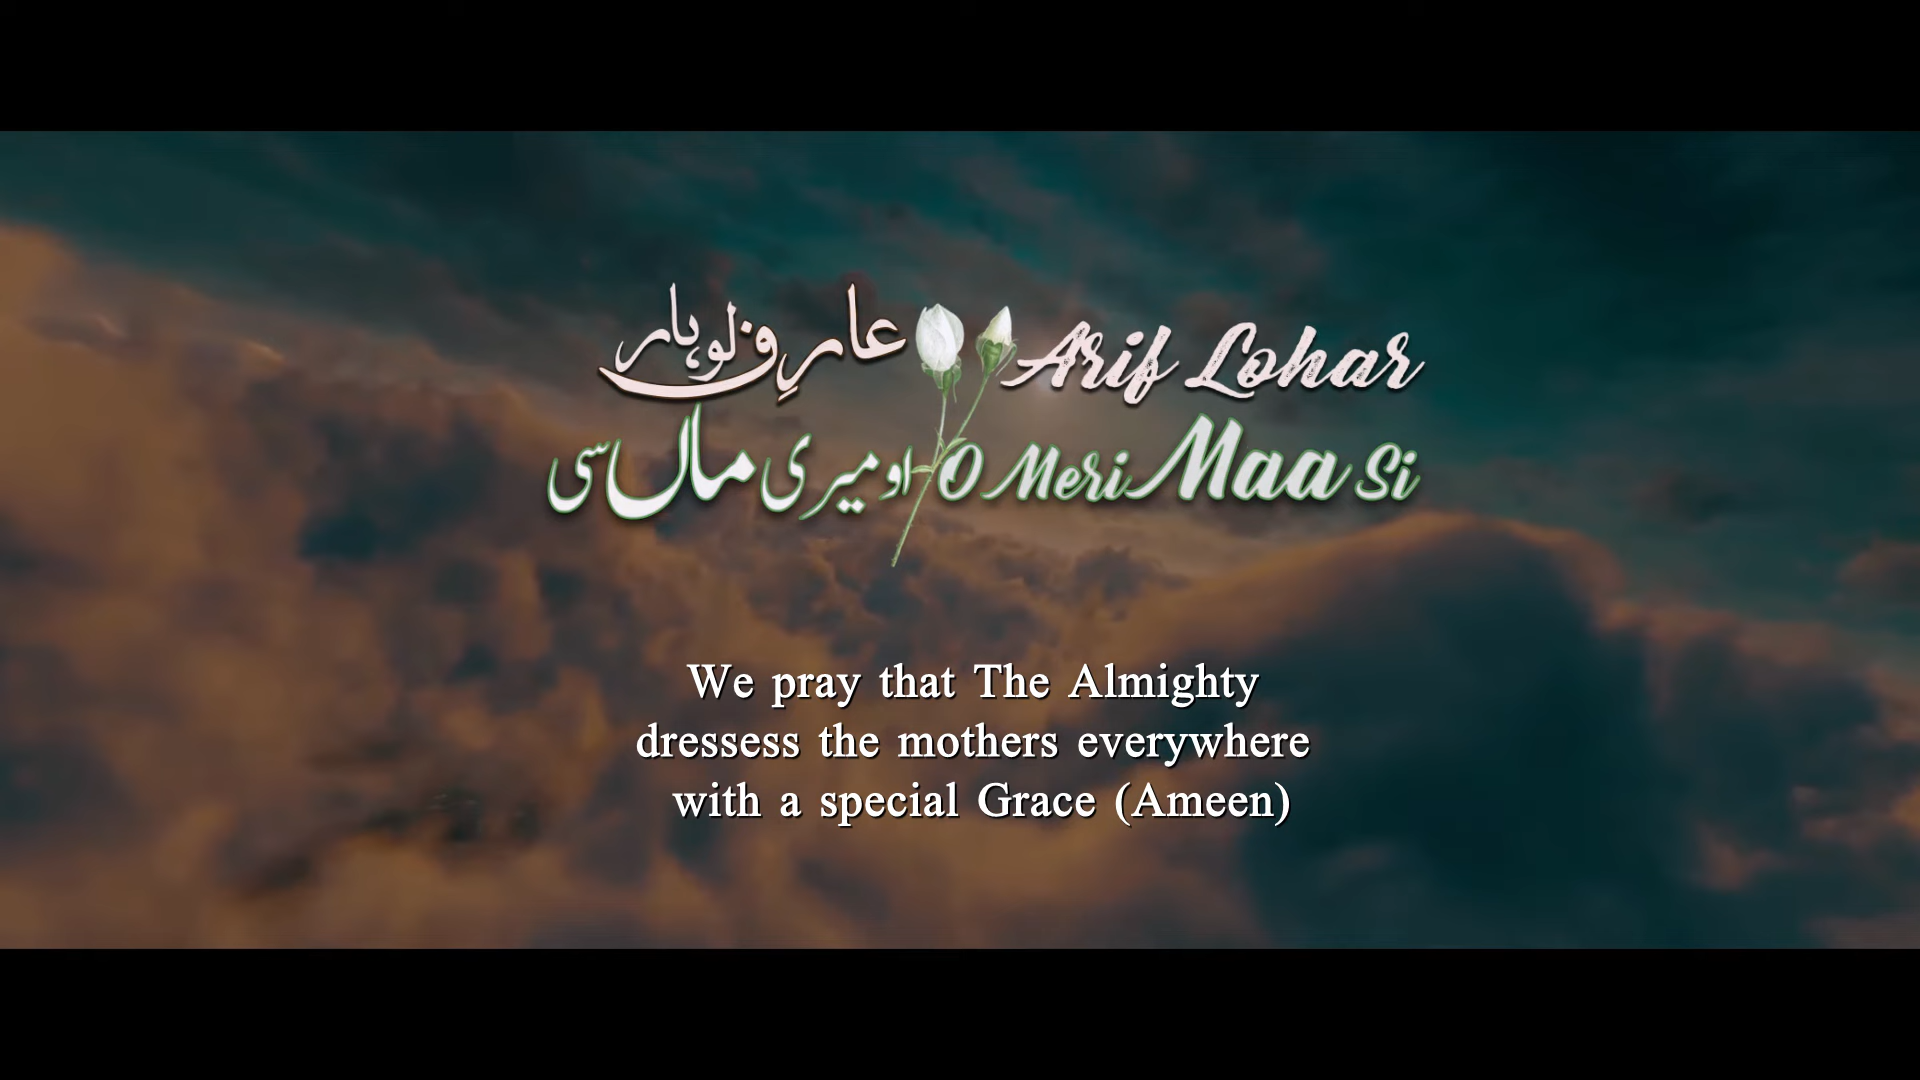 عارف لوہار
Arif Lohar
او میری ماں سی
O Meri Maa Si
We pray that The Almighty
dressess the mothers everywhere
with a special Grace (Ameen)